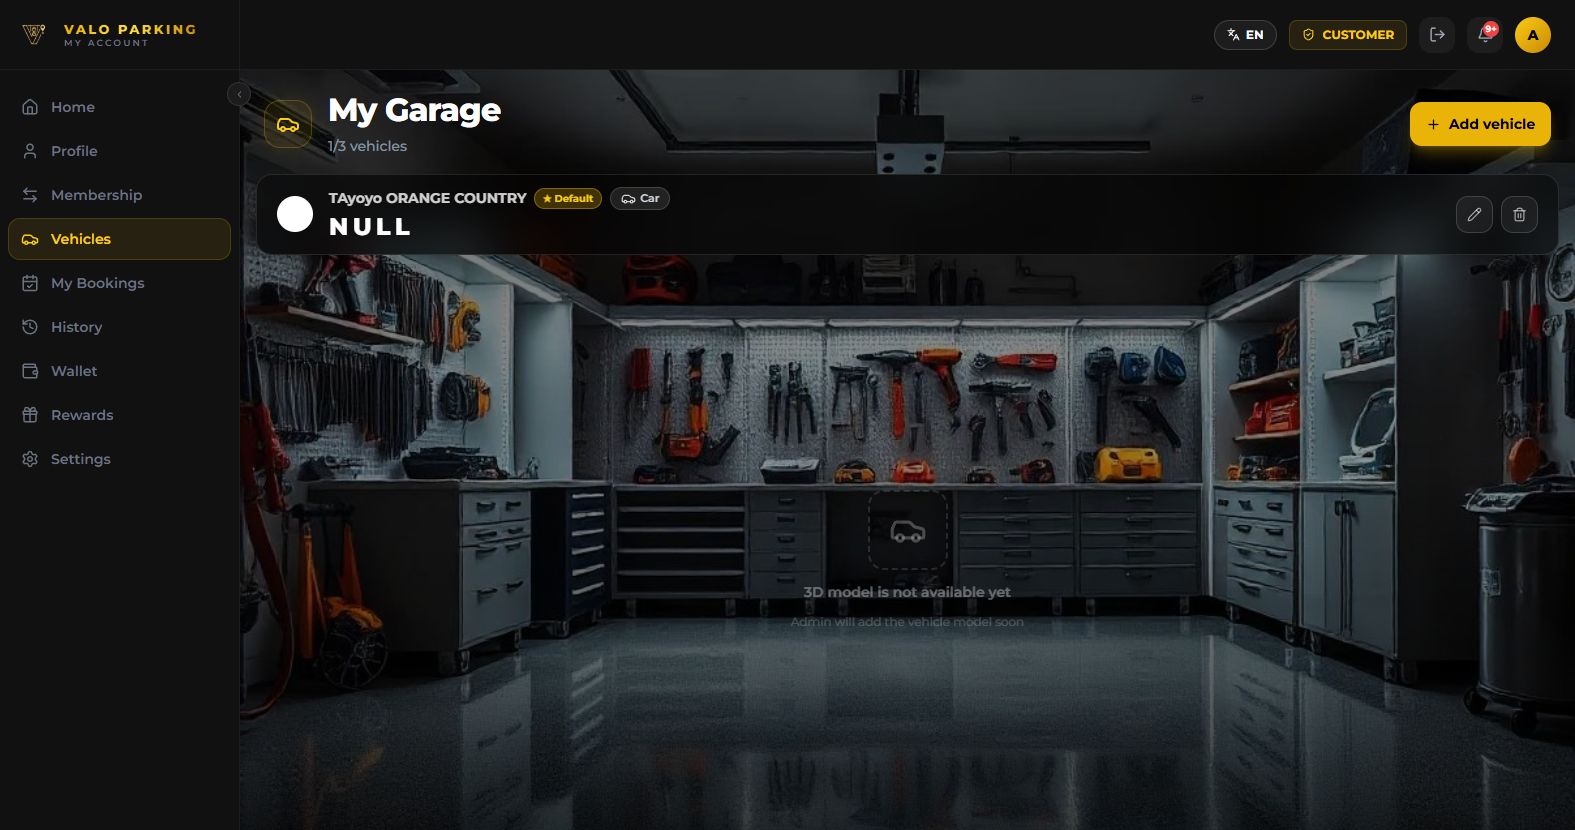 VALO PARKING
MY ACCOUNT
EN
CUSTOMER
9+
A
Home
Profile
Membership
Vehicles
My Bookings
History
Wallet
Rewards
Settings
My Garage
1/3 vehicles
+ Add vehicle
TAyoyo ORANGE COUNTRY ★ Default Car
NULL
3D model is not available yet
Admin will add the vehicle model soon